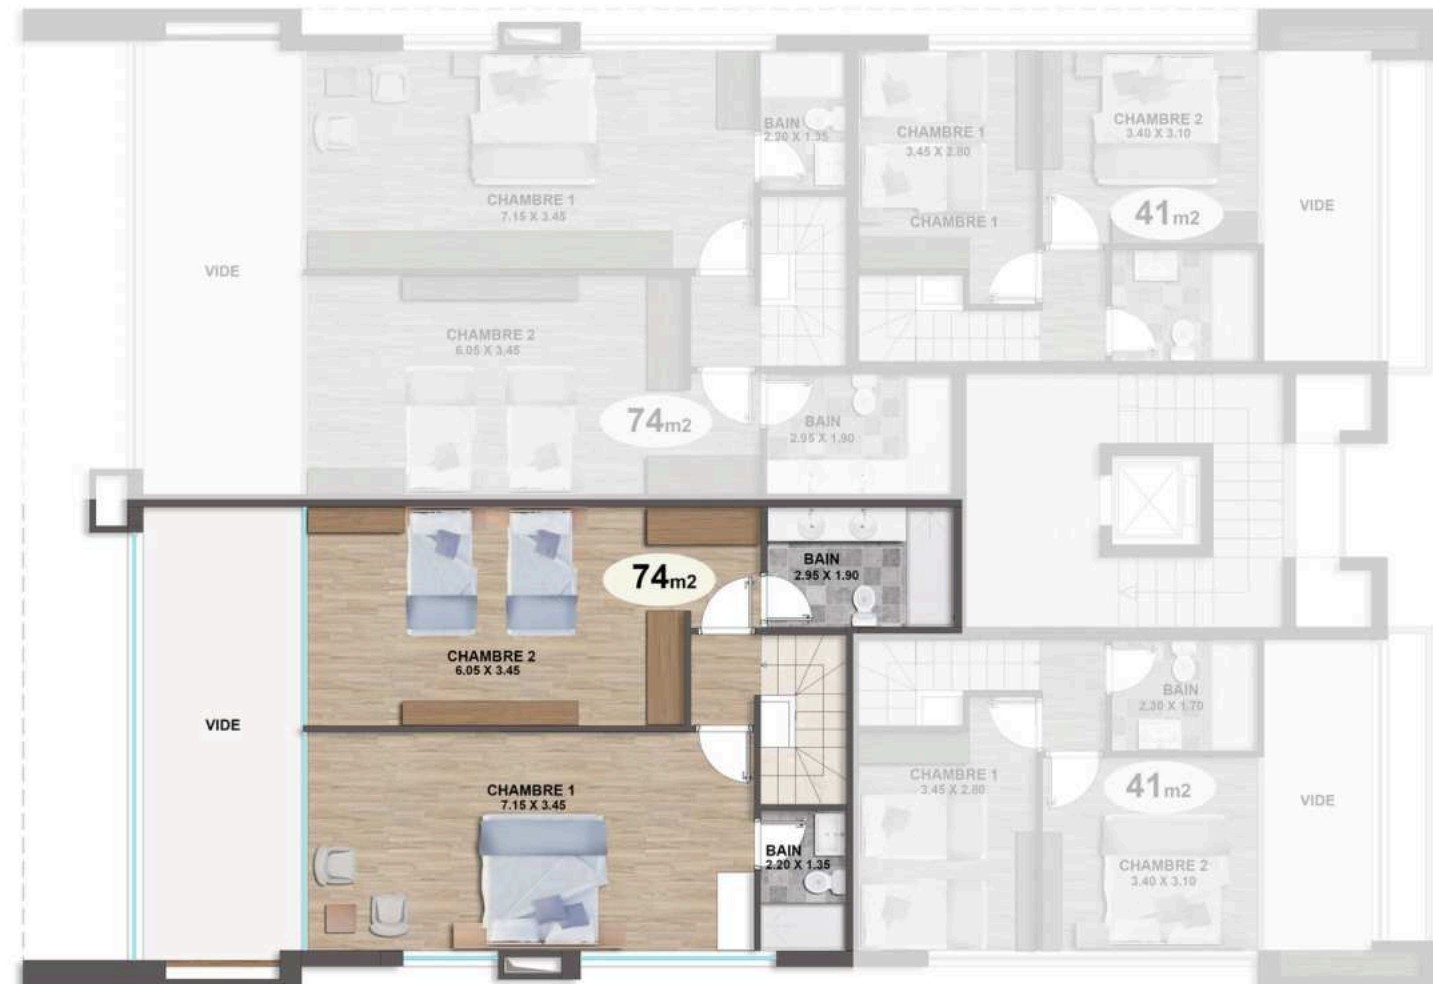 CHAMBRE 1
7.15 X 3.45
BAIN
2.20 X 1.35
CHAMBRE 1
3.45 X 2.80
CHAMBRE 1
CHAMBRE 2
3.40 X 3.10
41m2
VIDE
VIDE
CHAMBRE 2
6.05 X 3.45
74m2
BAIN
2.95 X 1.90
74m2
BAIN
2.95 X 1.90
CHAMBRE 2
6.05 X 3.45
VIDE
CHAMBRE 1
7.15 X 3.45
BAIN
2.20 X 1.35
BAIN
2.30 X 1.70
CHAMBRE 1
3.45 X 2.80
41m2
VIDE
CHAMBRE 2
3.40 X 3.10